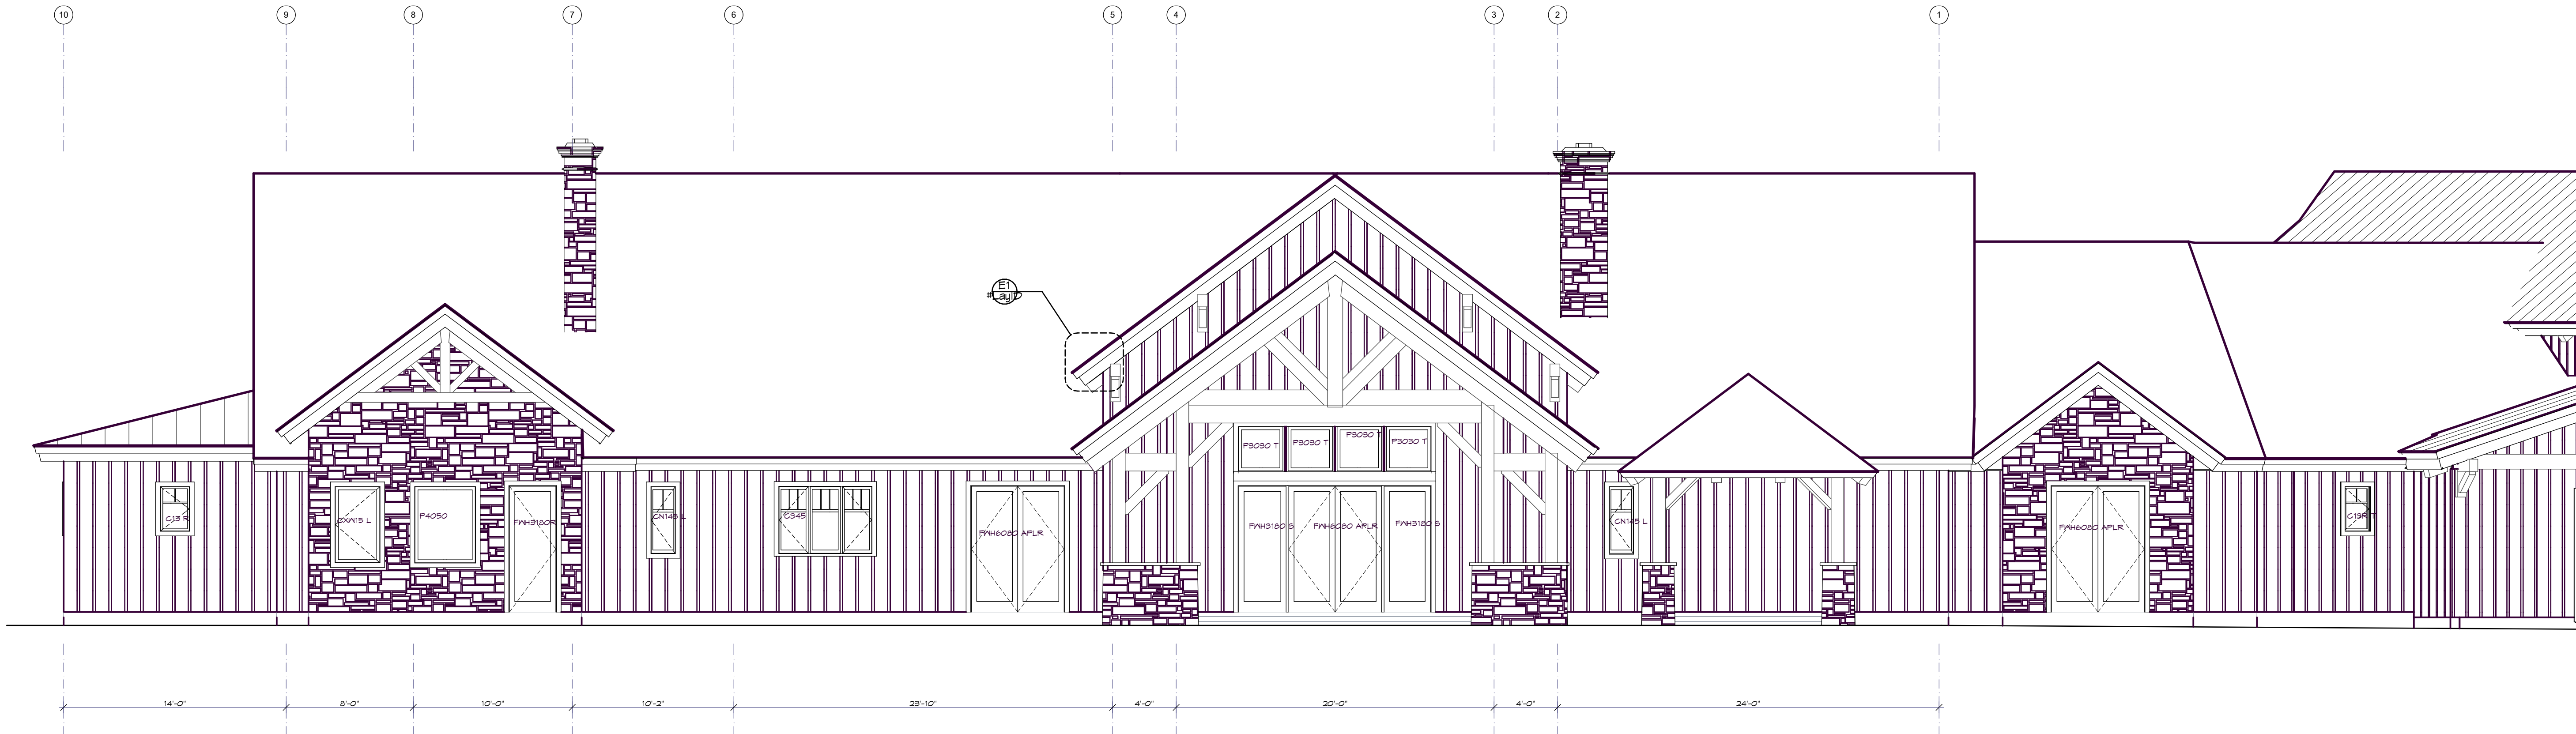 10 9 8 7 6 5 4 3 2 1
E1
#LayID
P3030 T P3030 T P3030 T P3030 T
C13 R CXW15 L P4050 FWH3180R CN145 L C345 FWH6080 APLR FWH3180 S FWH6080 APLR FWH3180 S CN145 L FWH6080 APLR C13R T
14'-0" 8'-0" 10'-0" 10'-2" 23'-10" 4'-0" 20'-0" 4'-0" 24'-0"